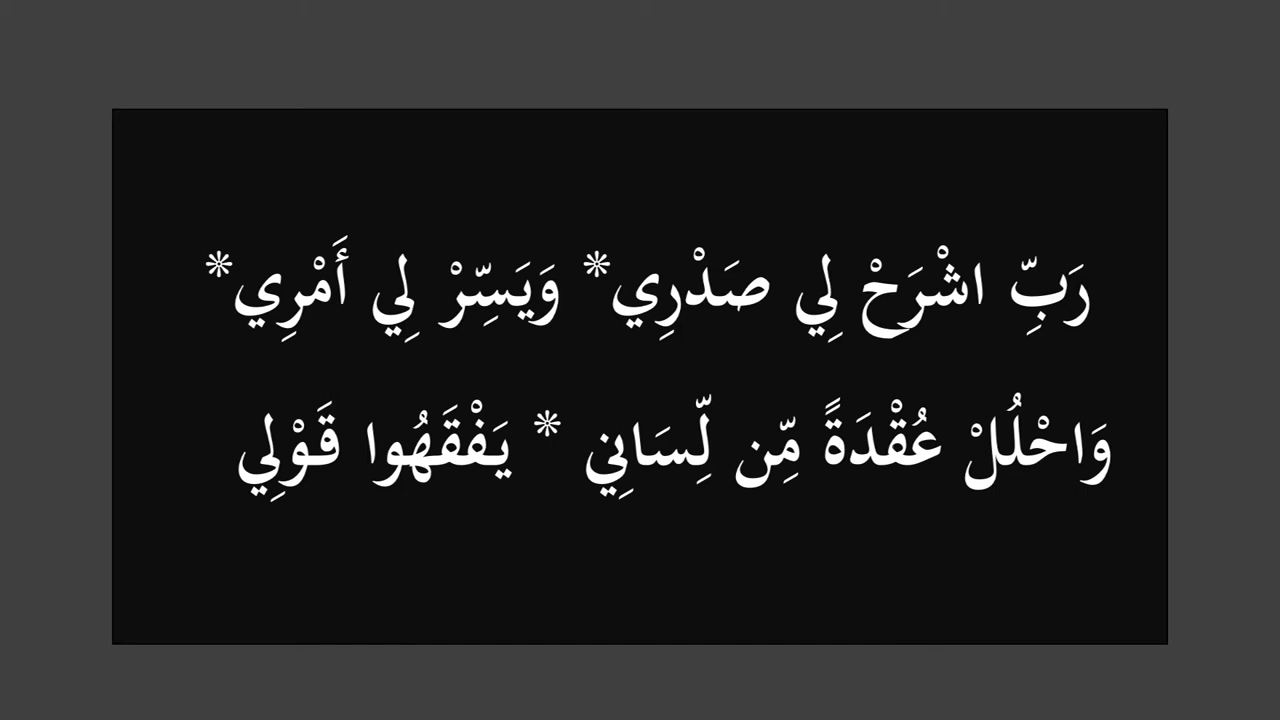 رَبِّ اشْرَحْ لِي صَدْرِي* وَيَسِّرْ لِي أَمْرِي*
وَاحْلُلْ عُقْدَةً مِّن لِّسَانِي * يَفْقَهُوا قَوْلِي